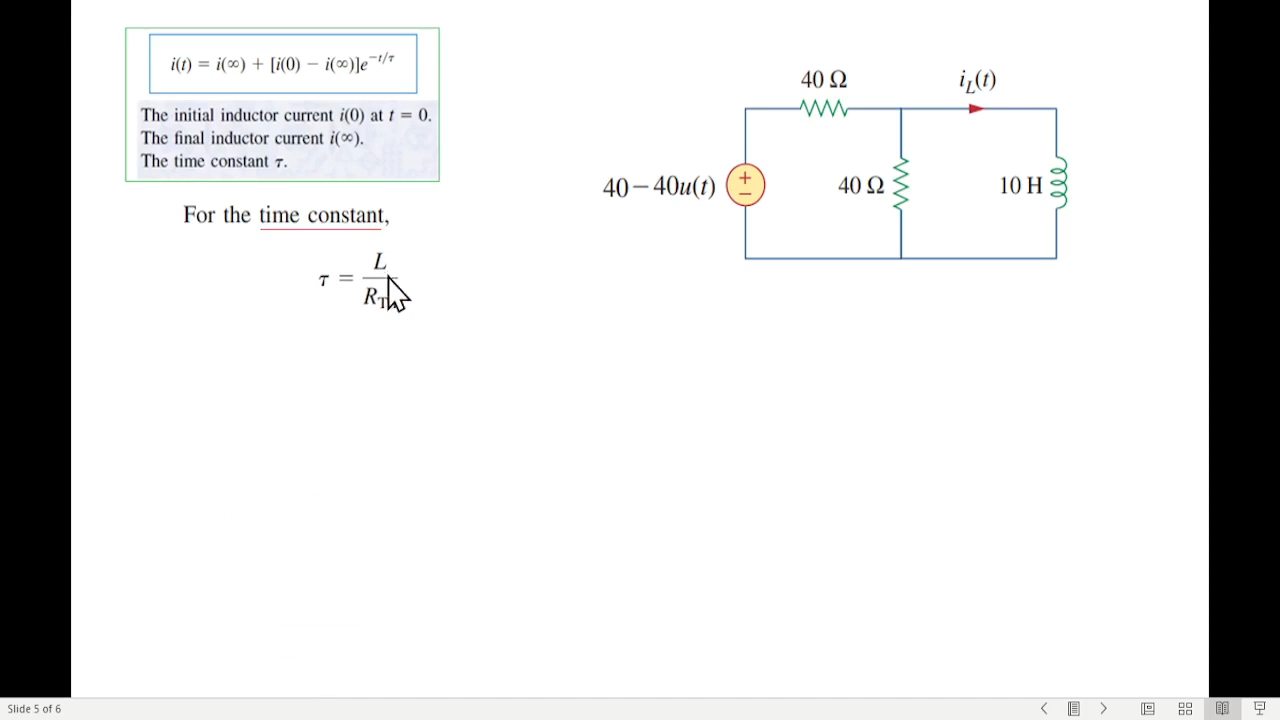 i(t) = i(∞) + [i(0) − i(∞)]e^{−t/τ}
The initial inductor current i(0) at t = 0.
The final inductor current i(∞).
The time constant τ.
For the time constant,
τ = L / R_T
40 Ω
i_L(t)
40 − 40u(t)
+
−
40 Ω
10 H
Slide 5 of 6